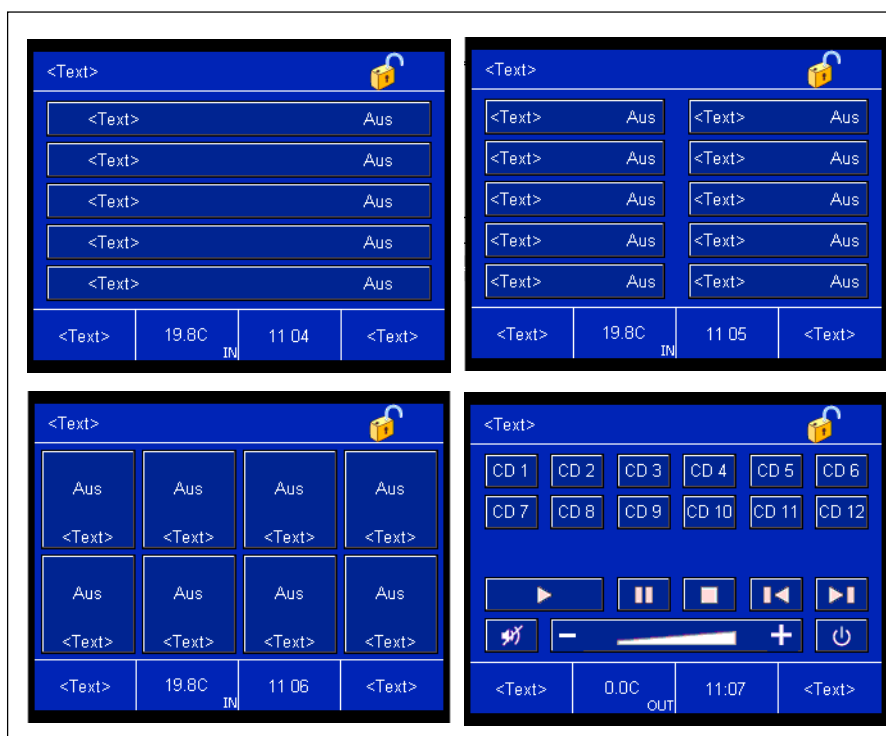 <Text>
<Text> Aus
<Text> Aus
<Text> Aus
<Text> Aus
<Text> Aus
<Text> 19.8C IN 11 04 <Text>
<Text>
<Text> Aus <Text> Aus
<Text> Aus <Text> Aus
<Text> Aus <Text> Aus
<Text> Aus <Text> Aus
<Text> Aus <Text> Aus
<Text> 19.8C IN 11 05 <Text>
<Text>
Aus Aus Aus Aus
<Text> <Text> <Text> <Text>
Aus Aus Aus Aus
<Text> <Text> <Text> <Text>
<Text> 19.8C IN 11 06 <Text>
<Text>
CD 1 CD 2 CD 3 CD 4 CD 5 CD 6
CD 7 CD 8 CD 9 CD 10 CD 11 CD 12
<Text> 0.0C OUT 11:07 <Text>